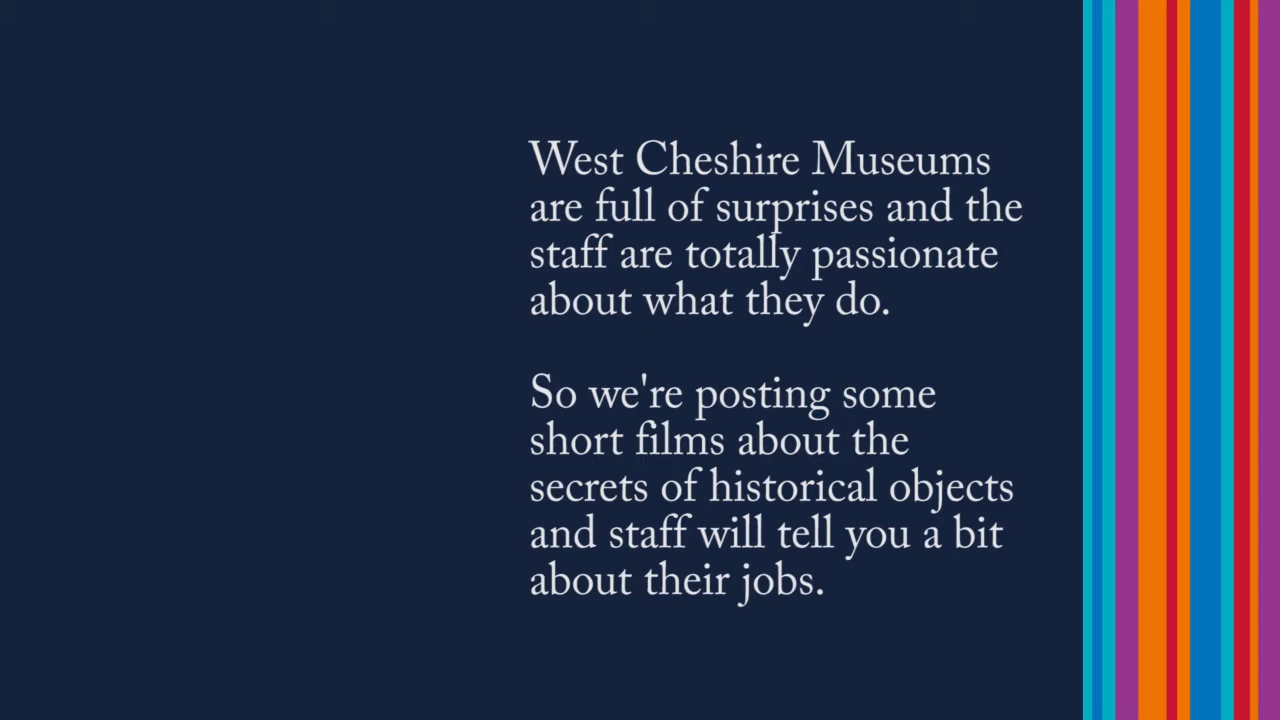 West Cheshire Museums
are full of surprises and the
staff are totally passionate
about what they do.
So we're posting some
short films about the
secrets of historical objects
and staff will tell you a bit
about their jobs.